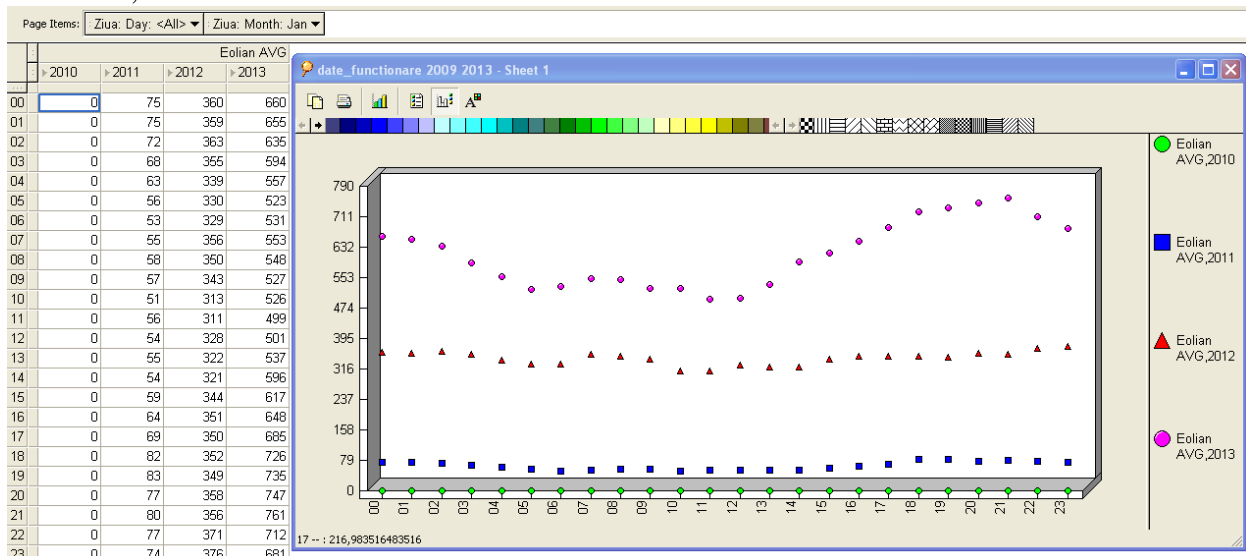 Page Items: Ziua: Day: <All> Ziua: Month: Jan
Eolian AVG
2010 2011 2012 2013
00 0 75 360 660
01 0 75 359 655
02 0 72 363 635
03 0 68 355 594
04 0 63 339 557
05 0 56 330 523
06 0 53 329 531
07 0 55 356 553
08 0 58 350 548
09 0 57 343 527
10 0 51 313 526
11 0 56 311 499
12 0 54 328 501
13 0 55 322 537
14 0 54 321 596
15 0 59 344 617
16 0 64 351 648
17 0 69 350 685
18 0 82 352 726
19 0 83 349 735
20 0 77 358 747
21 0 80 356 761
22 0 77 371 712
23 0 74 376 681
date_functionare 2009 2013 - Sheet 1
790
711
632
553
474
395
316
237
158
79
0
00 01 02 03 04 05 06 07 08 09 10 11 12 13 14 15 16 17 18 19 20 21 22 23
Eolian
AVG,2010
Eolian
AVG,2011
Eolian
AVG,2012
Eolian
AVG,2013
17 -- : 216,983516483516